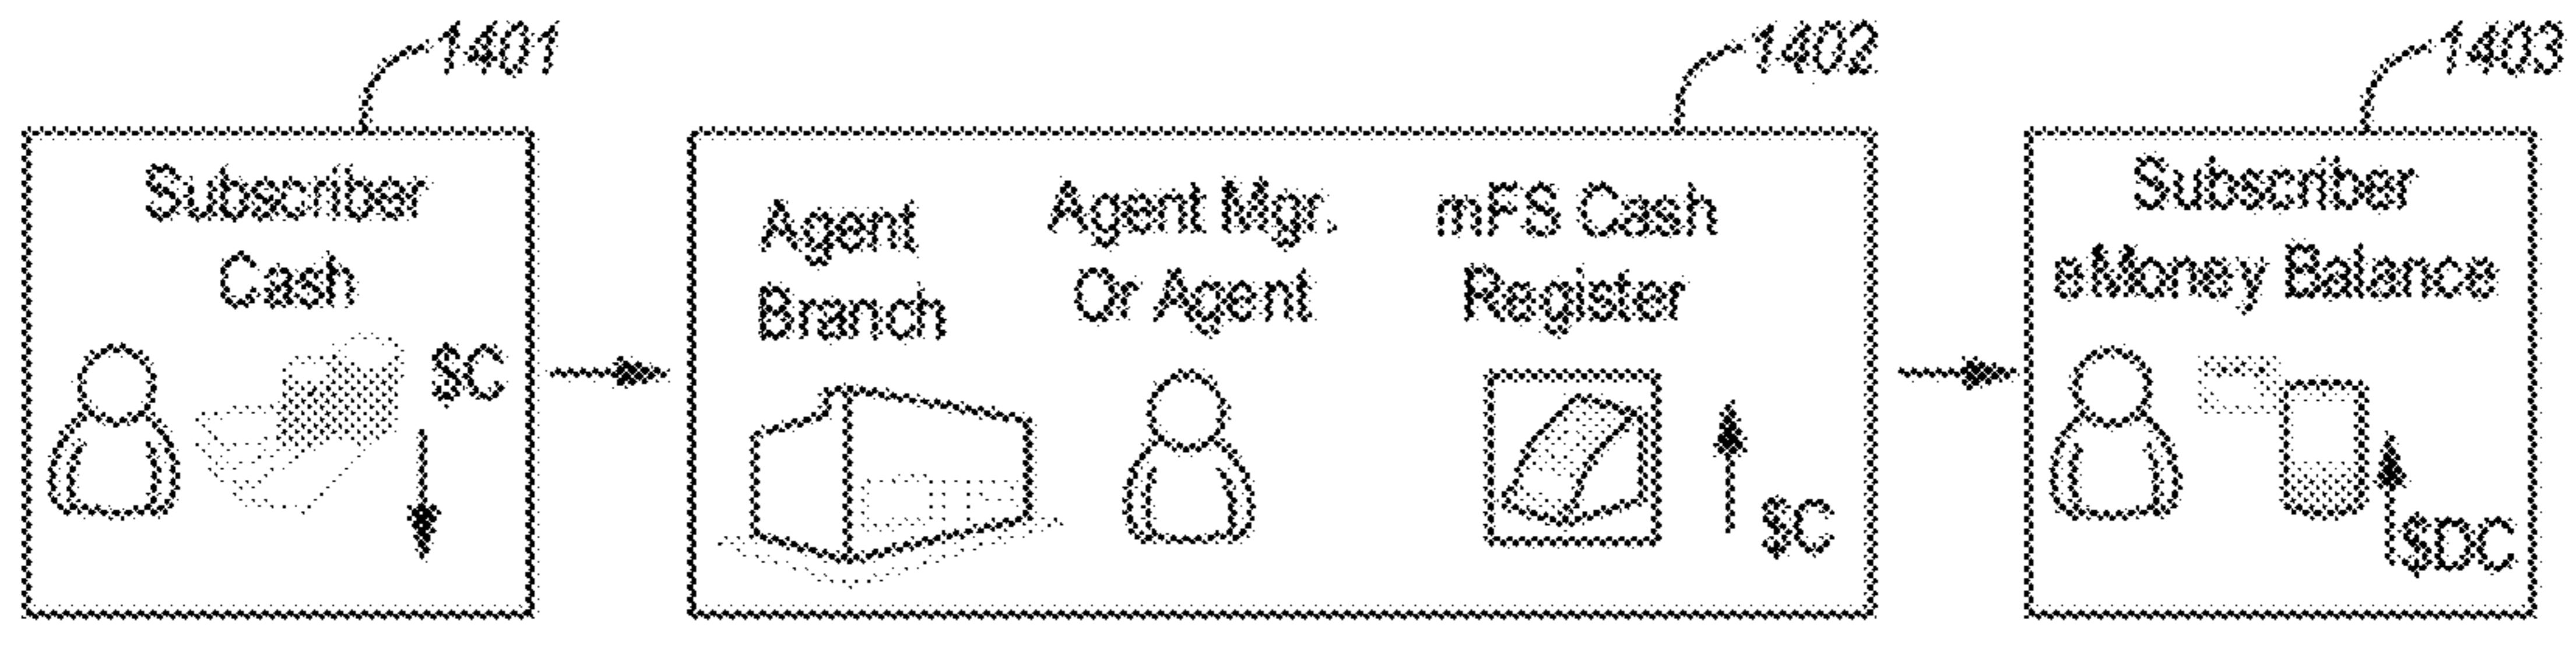 1401
1402
1403
Subscriber
Cash
$C
Agent
Branch
Agent Mgr.
Or Agent
mFS Cash
Register
$C
Subscriber
eMoney Balance
$DC